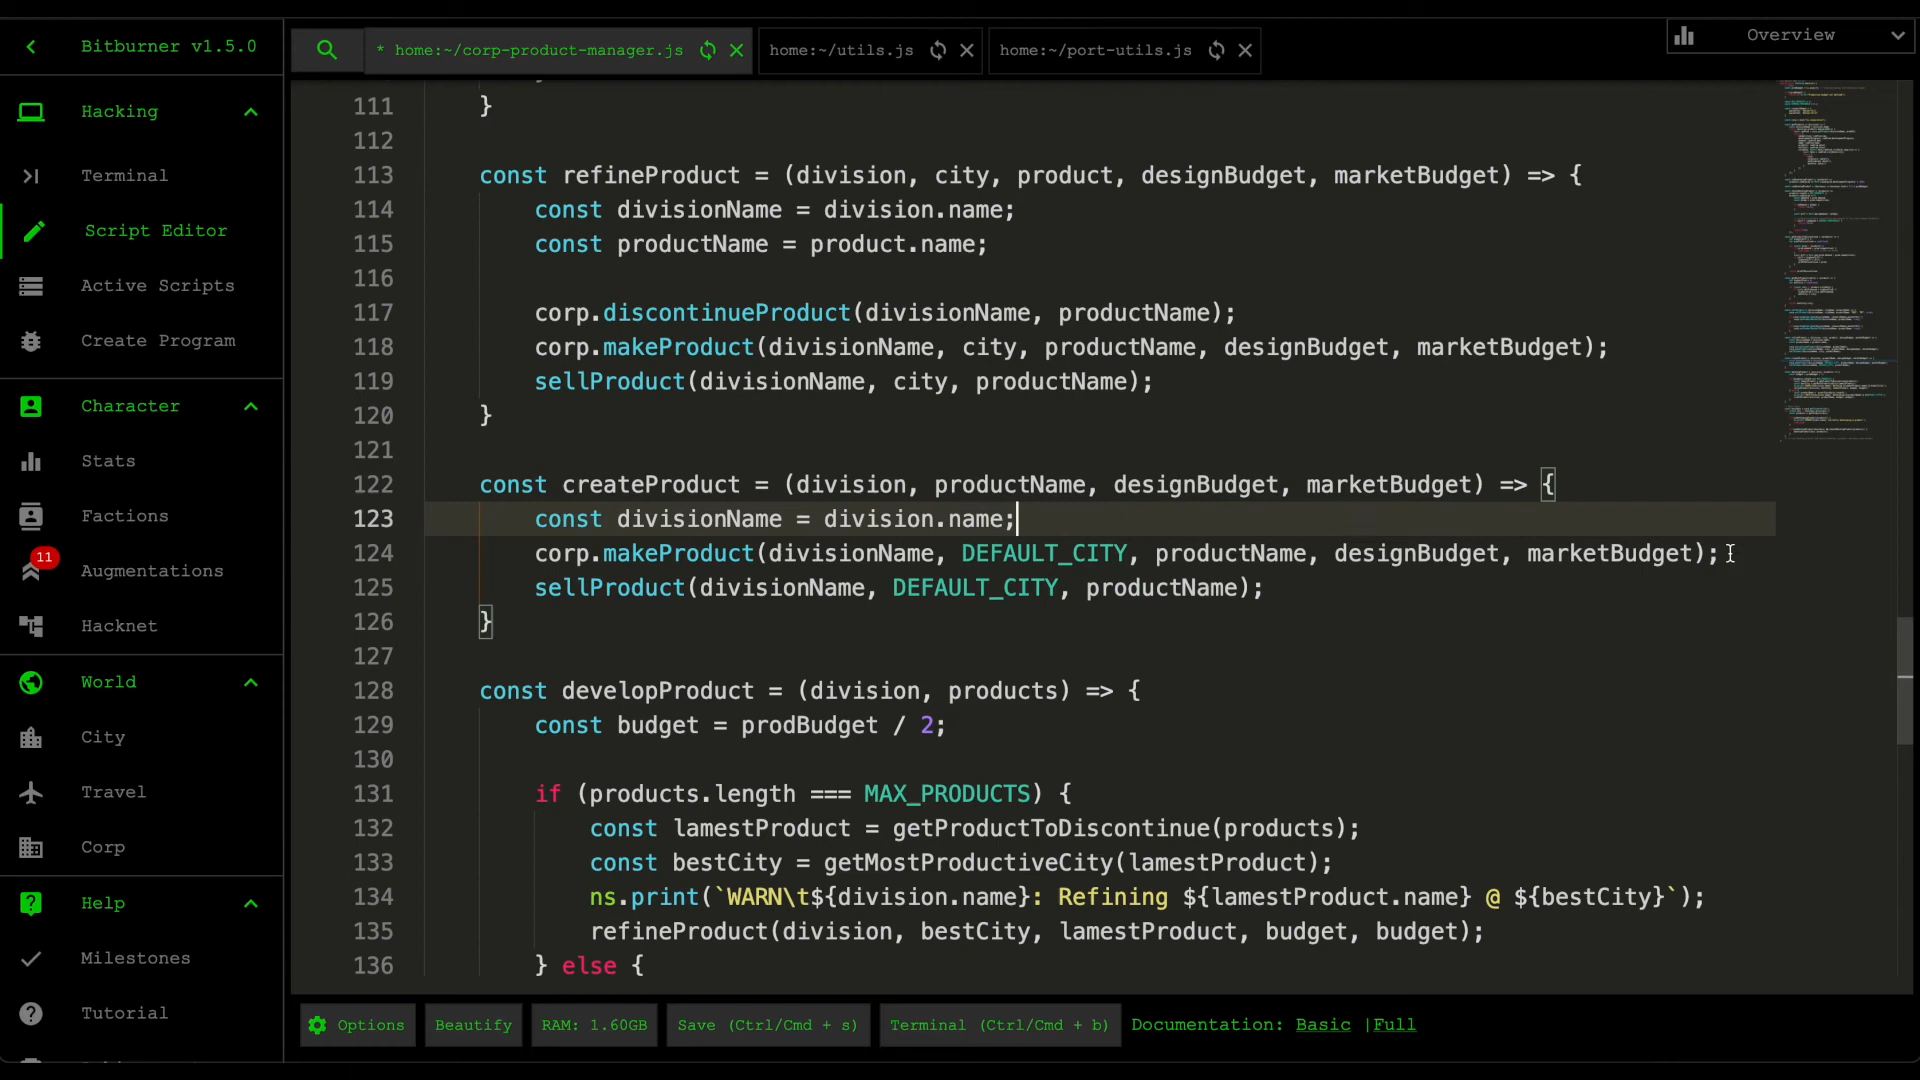 Bitburner v1.5.0
* home:~/corp-product-manager.js
home:~/utils.js
home:~/port-utils.js
Overview
Hacking
Terminal
Script Editor
Active Scripts
Create Program
Character
Stats
Factions
11
Augmentations
Hacknet
World
City
Travel
Corp
Help
Milestones
Tutorial
111 }
112
113 const refineProduct = (division, city, product, designBudget, marketBudget) => {
114 const divisionName = division.name;
115 const productName = product.name;
116
117 corp.discontinueProduct(divisionName, productName);
118 corp.makeProduct(divisionName, city, productName, designBudget, marketBudget);
119 sellProduct(divisionName, city, productName);
120 }
121
122 const createProduct = (division, productName, designBudget, marketBudget) => {
123 const divisionName = division.name;
124 corp.makeProduct(divisionName, DEFAULT_CITY, productName, designBudget, marketBudget);
125 sellProduct(divisionName, DEFAULT_CITY, productName);
126 }
127
128 const developProduct = (division, products) => {
129 const budget = prodBudget / 2;
130
131 if (products.length === MAX_PRODUCTS) {
132 const lamestProduct = getProductToDiscontinue(products);
133 const bestCity = getMostProductiveCity(lamestProduct);
134 ns.print(`WARN\t${division.name}: Refining ${lamestProduct.name} @ ${bestCity}`);
135 refineProduct(division, bestCity, lamestProduct, budget, budget);
136 } else {
Options
Beautify
RAM: 1.60GB
Save (Ctrl/Cmd + s)
Terminal (Ctrl/Cmd + b)
Documentation: Basic |Full